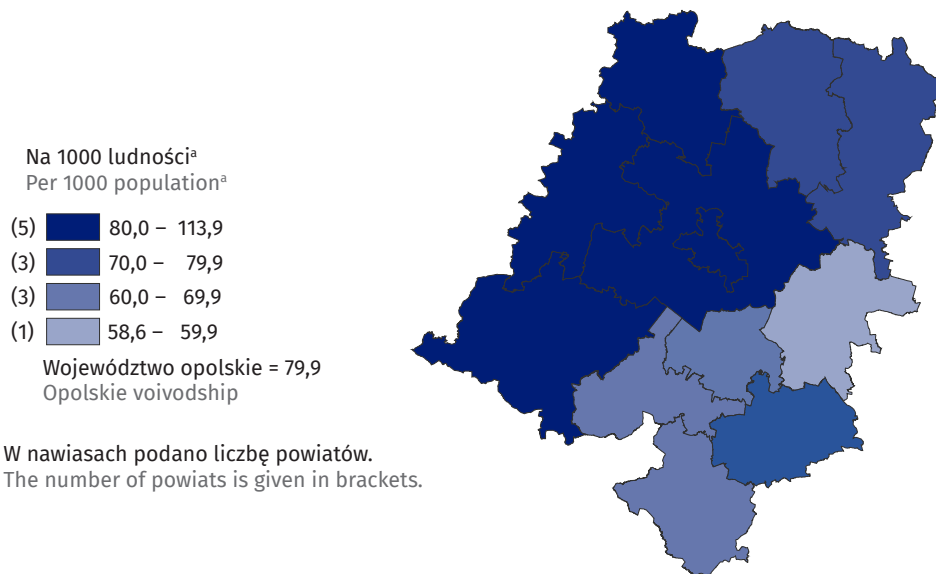 Na 1000 ludnościᵃ
Per 1000 populationᵃ
(5) 80,0 – 113,9
(3) 70,0 – 79,9
(3) 60,0 – 69,9
(1) 58,6 – 59,9
Województwo opolskie = 79,9
Opolskie voivodship
W nawiasach podano liczbę powiatów.
The number of powiats is given in brackets.